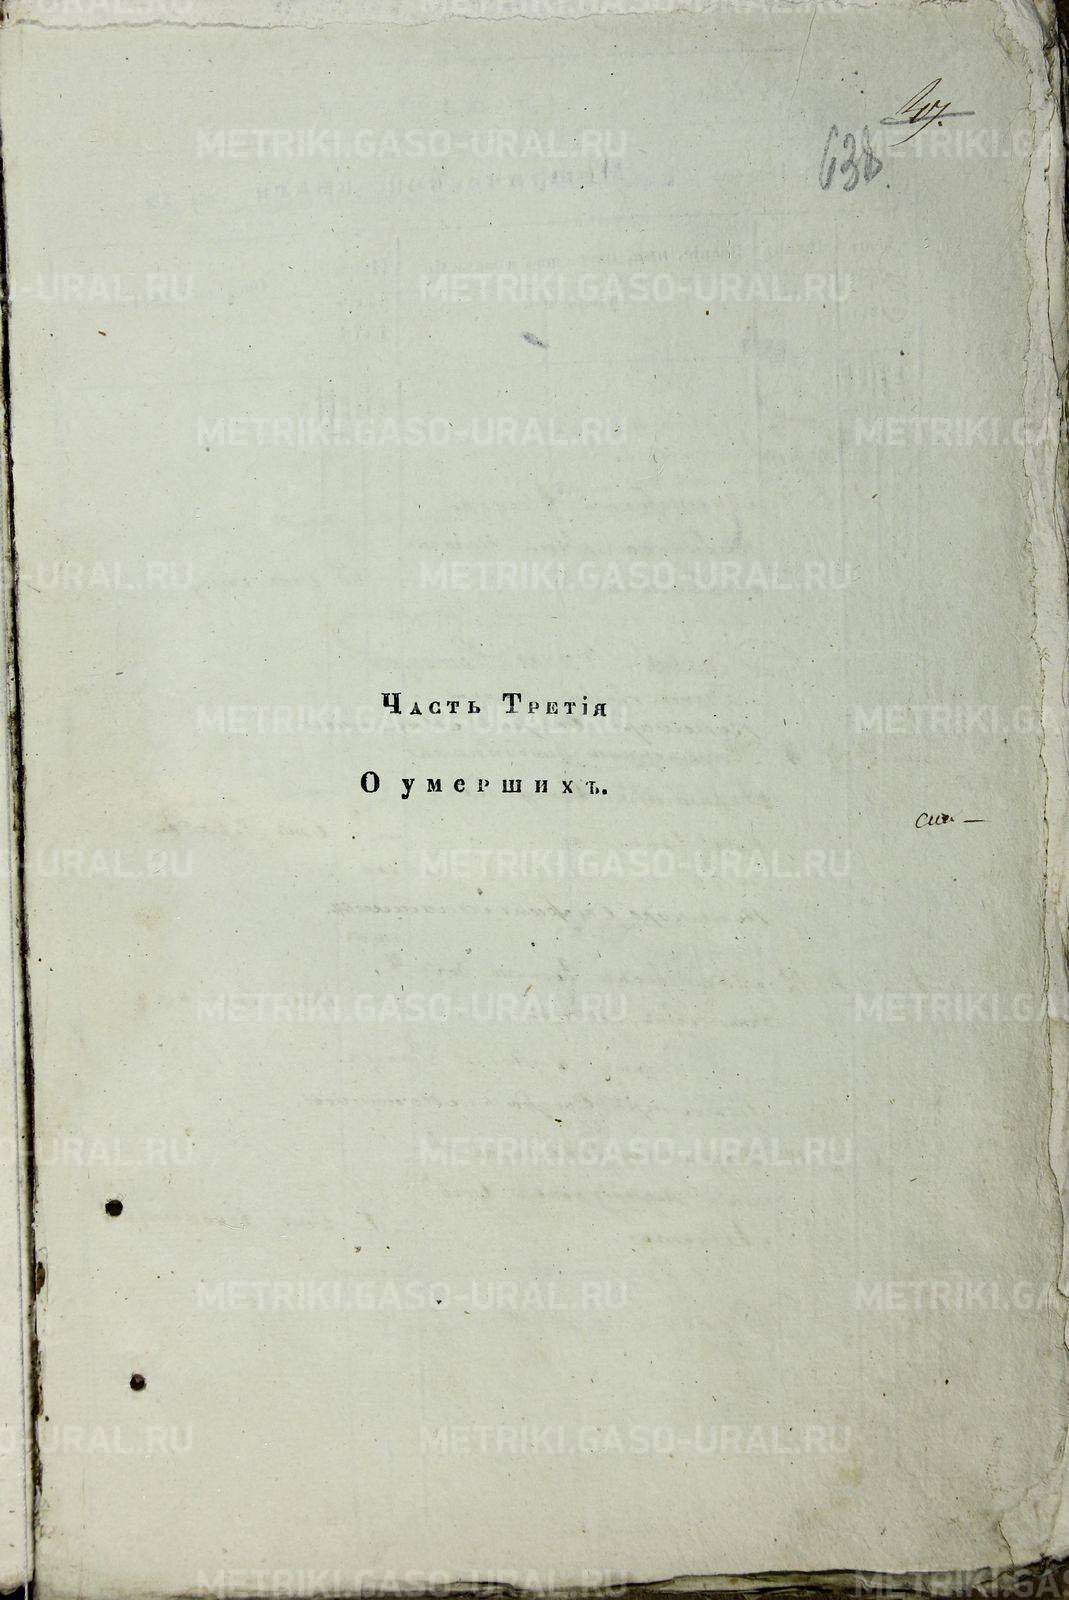 638.
Часть Третія
О умершихъ.